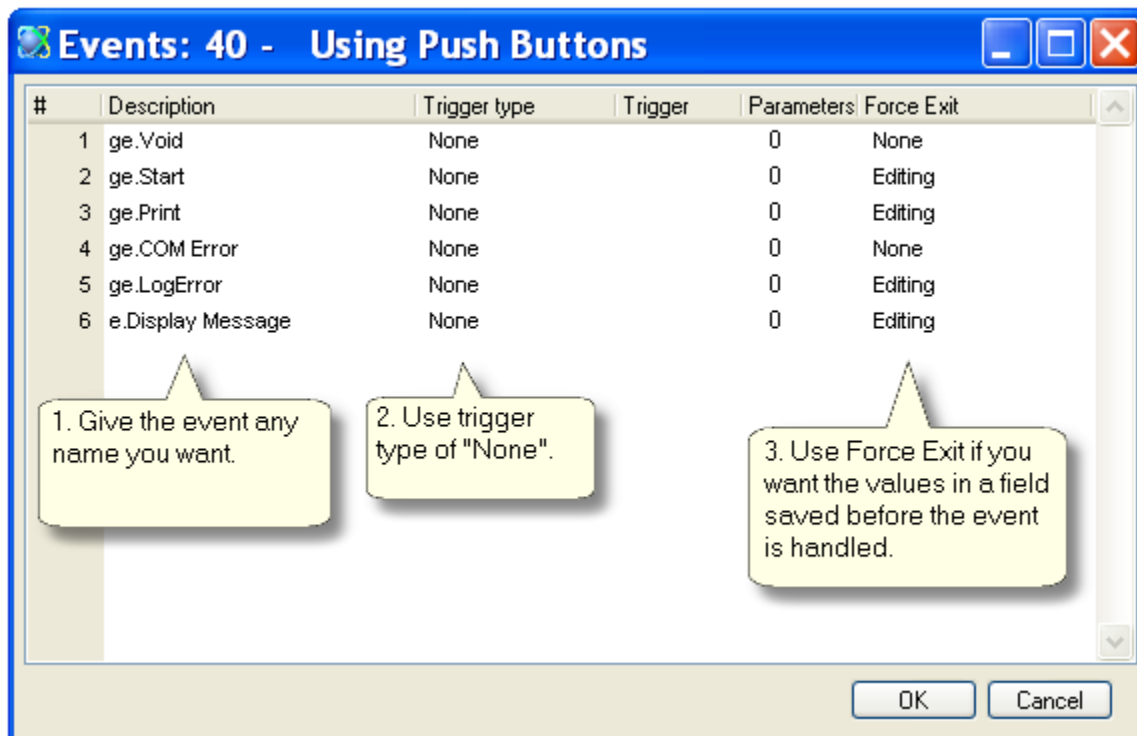 Events: 40 - Using Push Buttons
# Description Trigger type Trigger Parameters Force Exit
1 ge.Void None 0 None
2 ge.Start None 0 Editing
3 ge.Print None 0 Editing
4 ge.COM Error None 0 None
5 ge.LogError None 0 Editing
6 e.Display Message None 0 Editing
1. Give the event any
name you want.
2. Use trigger
type of "None".
3. Use Force Exit if you
want the values in a field
saved before the event
is handled.
OK Cancel